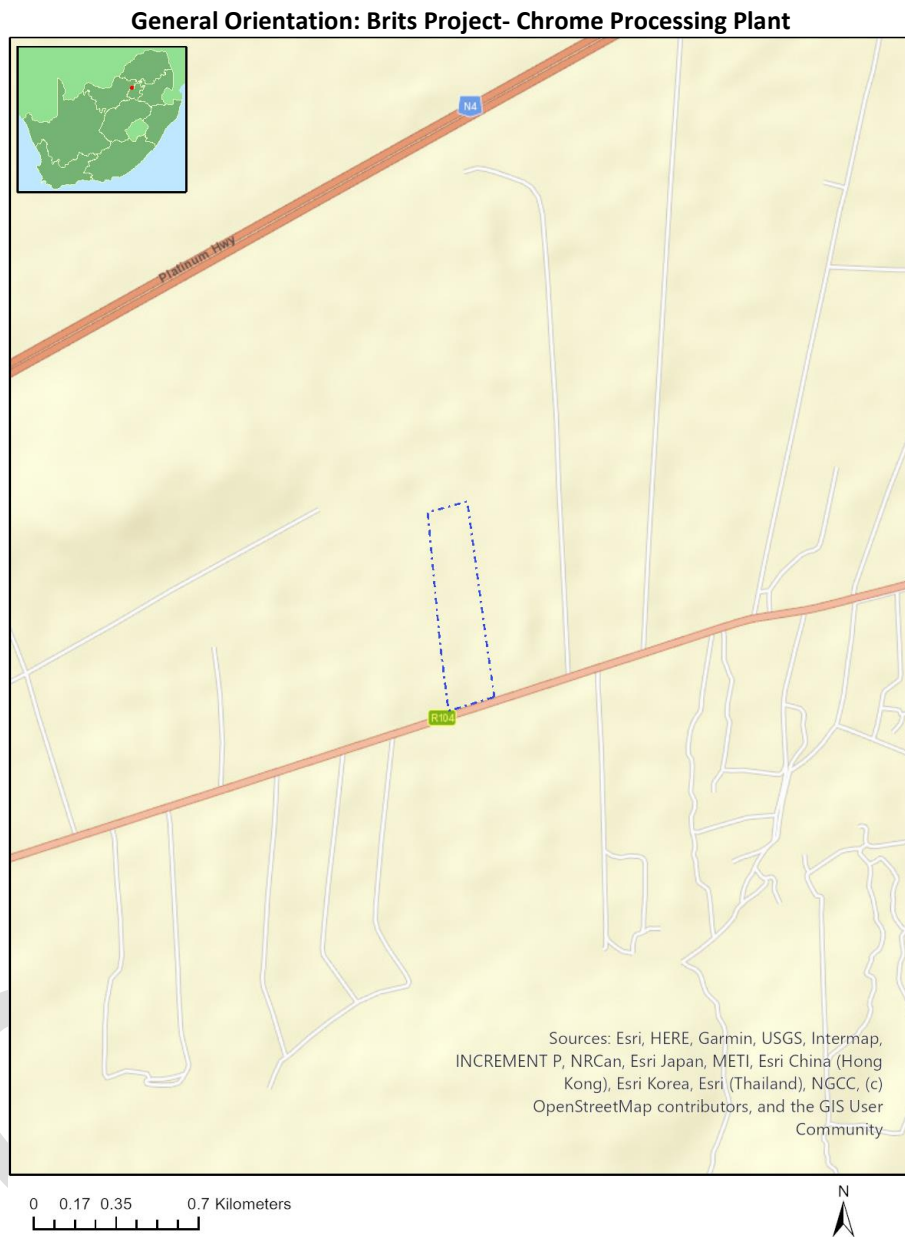 General Orientation: Brits Project- Chrome Processing Plant
N4
Platinum Hwy
R104
Sources: Esri, HERE, Garmin, USGS, Intermap,
INCREMENT P, NRCan, Esri Japan, METI, Esri China (Hong
Kong), Esri Korea, Esri (Thailand), NGCC, (c)
OpenStreetMap contributors, and the GIS User
Community
0 0.17 0.35 0.7 Kilometers
N